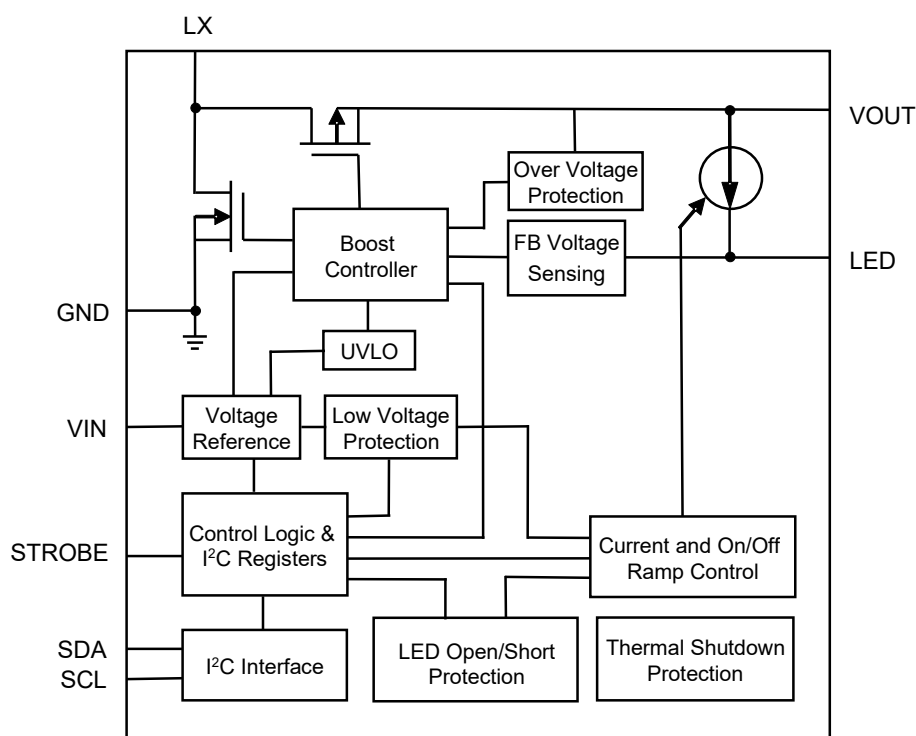 LX
VOUT
Over Voltage
Protection
Boost
Controller
FB Voltage
Sensing
LED
GND
UVLO
VIN
Voltage
Reference
Low Voltage
Protection
STROBE
Control Logic &
I²C Registers
Current and On/Off
Ramp Control
SDA
SCL
I²C Interface
LED Open/Short
Protection
Thermal Shutdown
Protection